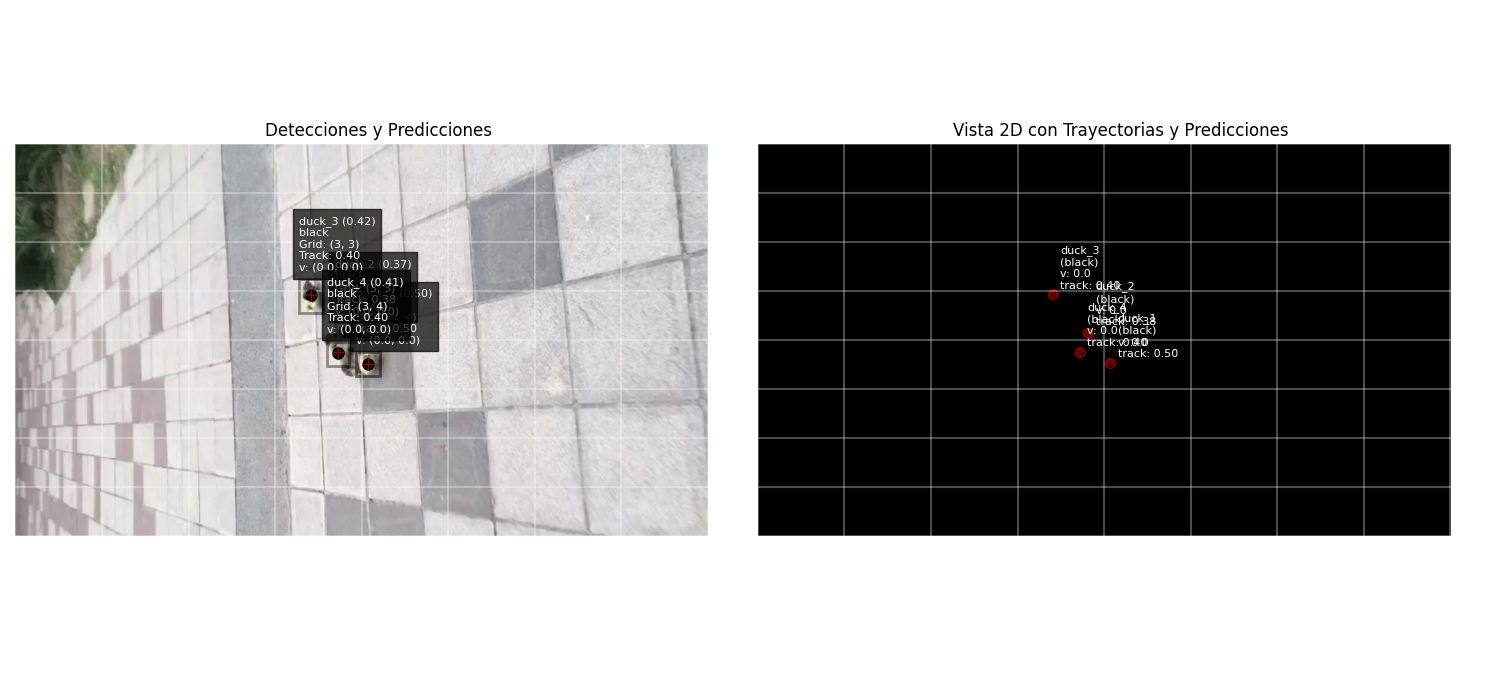 Detecciones y Predicciones
duck_3 (0.42)
black
Grid: (3, 3)
Track: 0.40
v: (0.0, 0.0)
2 (0.37)
duck_4 (0.41)
black
Grid: (3, 4)
Track: 0.40
v: (0.0, 0.0)
0.38
.50)
0.50
v: (0.0, 0.0)
Vista 2D con Trayectorias y Predicciones
duck_3
(black)
v: 0.0
track: 0.40
duck_2
(black)
v: 0.0
track: 0.38
duck_4
(black)
v: 0.0
track: 0.40
duck_1
(black)
v: 0.0
track: 0.50